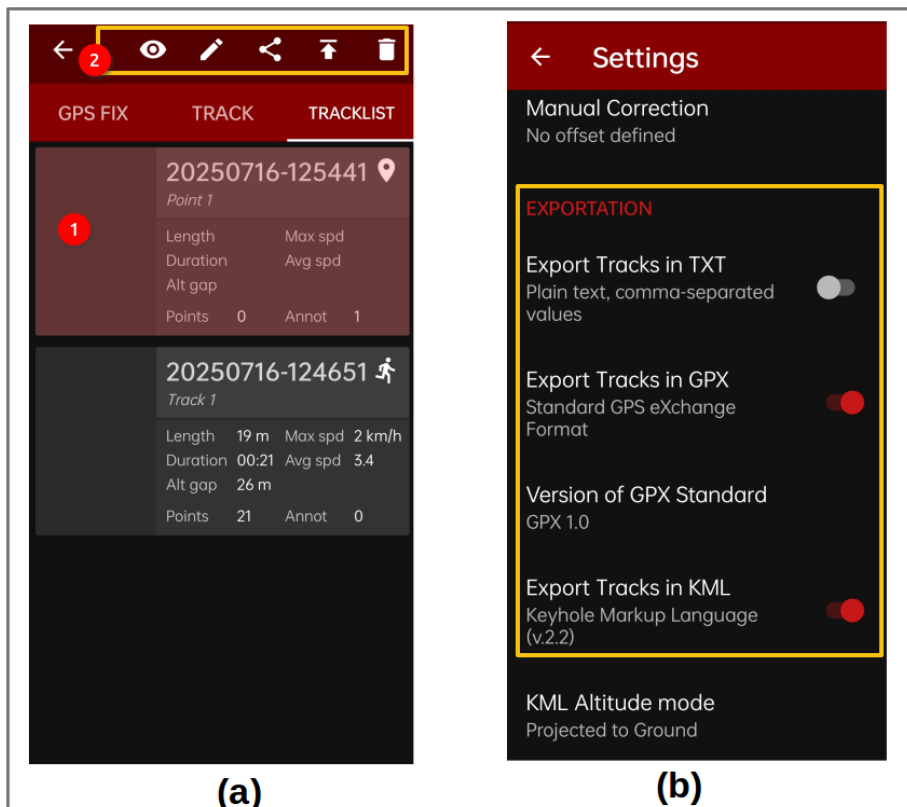 2
GPS FIX TRACK TRACKLIST
20250716-125441
Point 1
1
Length Max spd
Duration Avg spd
Alt gap
Points 0 Annot 1
20250716-124651
Track 1
Length 19 m Max spd 2 km/h
Duration 00:21 Avg spd 3.4
Alt gap 26 m
Points 21 Annot 0
(a)
Settings
Manual Correction
No offset defined
EXPORTATION
Export Tracks in TXT
Plain text, comma-separated
values
Export Tracks in GPX
Standard GPS eXchange
Format
Version of GPX Standard
GPX 1.0
Export Tracks in KML
Keyhole Markup Language
(v.2.2)
KML Altitude mode
Projected to Ground
(b)